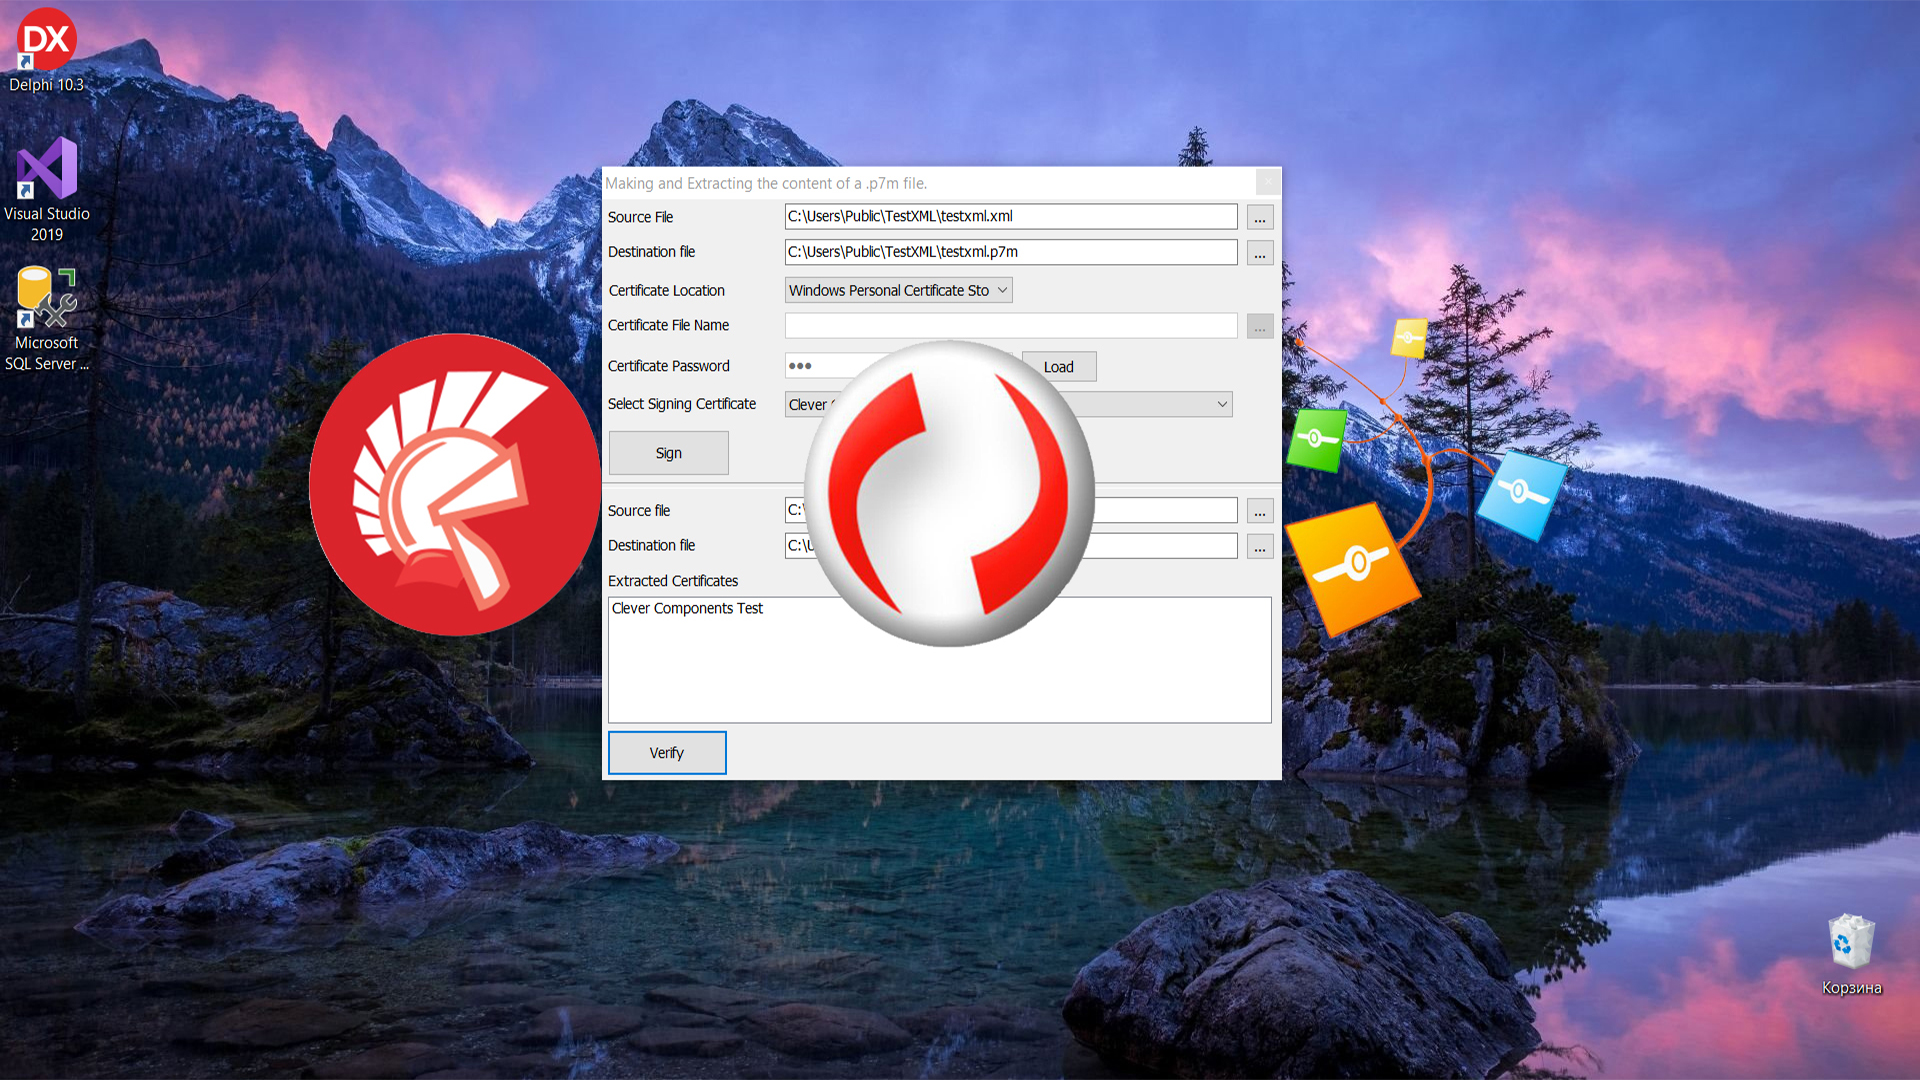 DX
Delphi 10.3
Visual Studio
2019
Microsoft
SQL Server ...
Making and Extracting the content of a .p7m file.
Source File
C:\Users\Public\TestXML\testxml.xml
...
Destination file
C:\Users\Public\TestXML\testxml.p7m
...
Certificate Location
Windows Personal Certificate Sto
Certificate File Name
...
Certificate Password
●●●
Load
Select Signing Certificate
Clever
Sign
Source file
C:\
...
Destination file
C:\U
...
Extracted Certificates
Clever Components Test
Verify
Корзина